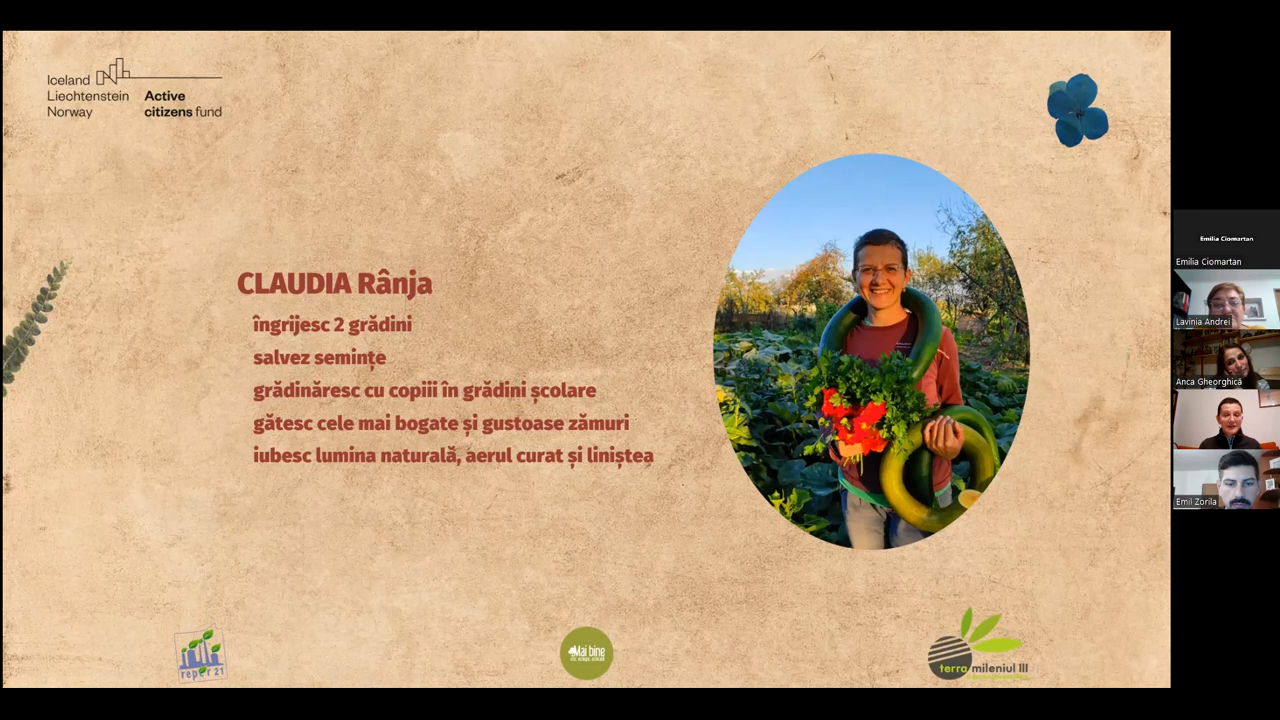 Iceland
Liechtenstein
Norway
Active
citizens fund
CLAUDIA Rânja
îngrijesc 2 grădini
salvez semințe
grădinăresc cu copiii în grădini școlare
gătesc cele mai bogate și gustoase zămuri
iubesc lumina naturală, aerul curat și liniștea
reper 21
Mai bine
terra mileniul III
Emilia Ciomartan
Emilia Ciomartan
Lavinia Andrei
Anca Gheorghică
Emil Zorila